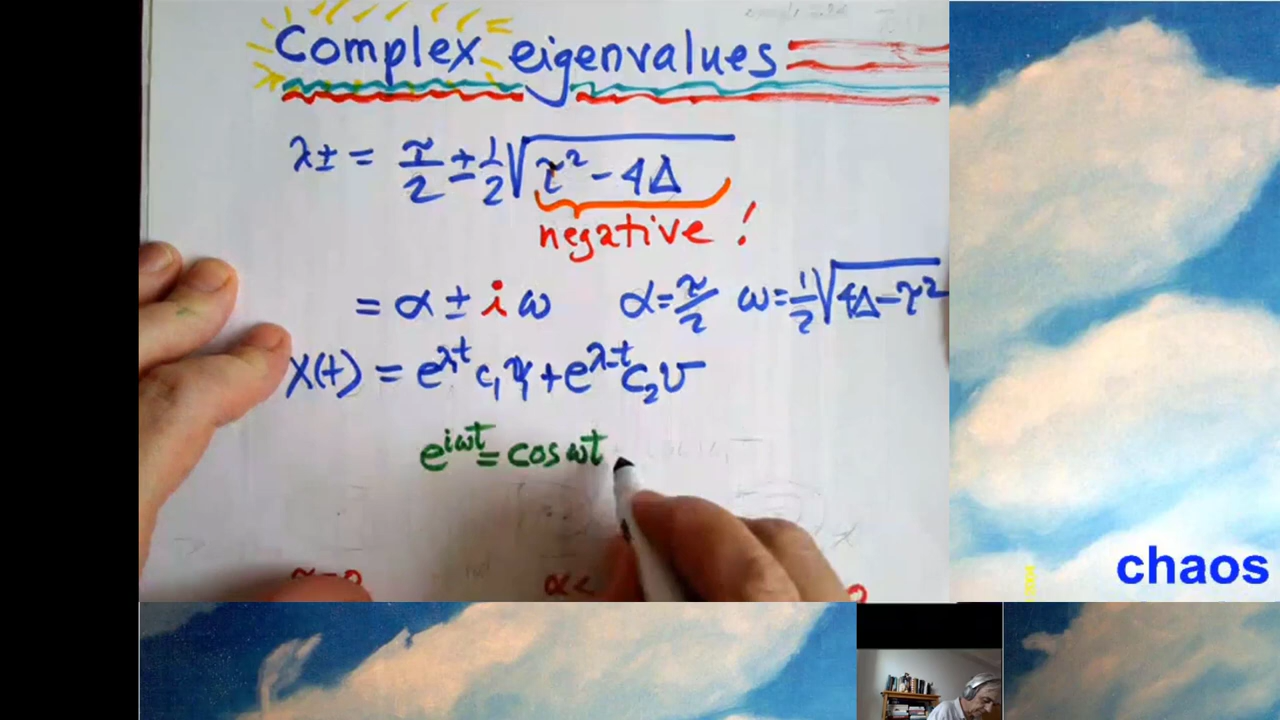 Complex eigenvalues
λ± = τ/2 ± 1/2 √(τ² - 4Δ)
negative !
= α ± i ω α = τ/2 ω = 1/2 √(4Δ - τ²)
X(t) = e^λt c₁ + e^λ-t c₂ v
e^iωt = cos ωt
α <
chaos